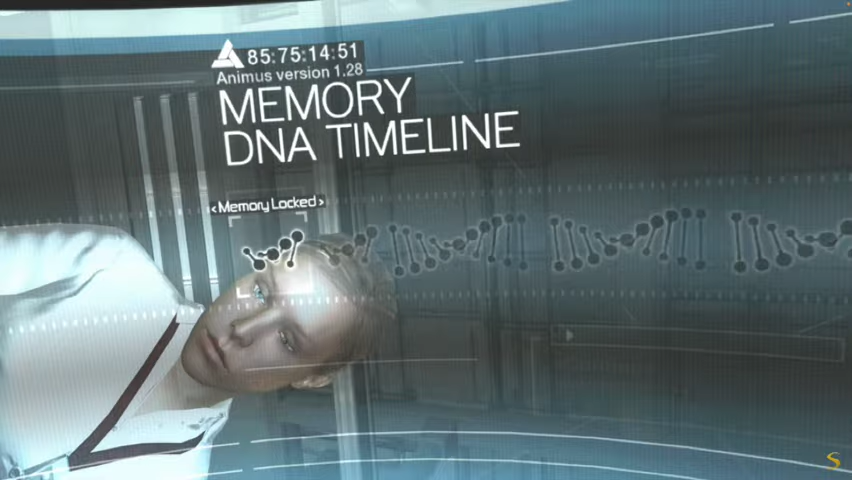 85:75:14:51
Animus version 1.28
MEMORY
DNA TIMELINE
<Memory Locked>